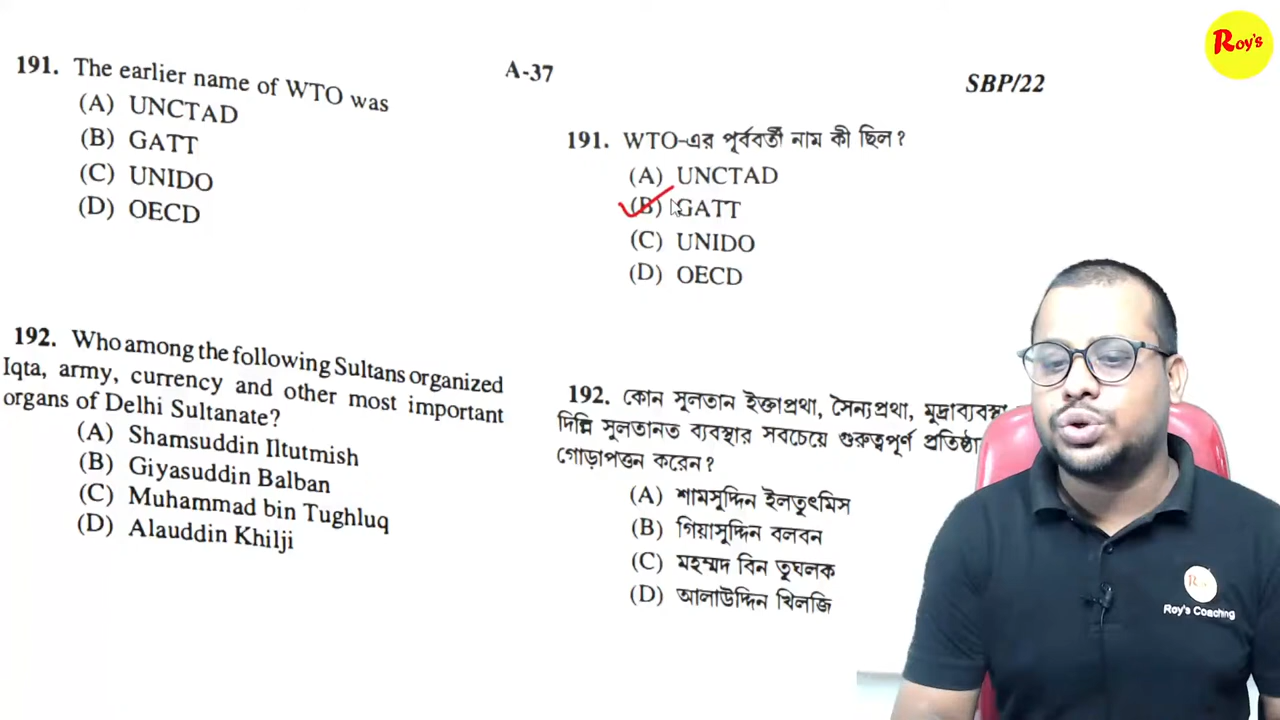 Roy's
A-37
SBP/22
191. The earlier name of WTO was
(A) UNCTAD
(B) GATT
(C) UNIDO
(D) OECD
192. Who among the following Sultans organized
Iqta, army, currency and other most important
organs of Delhi Sultanate?
(A) Shamsuddin Iltutmish
(B) Giyasuddin Balban
(C) Muhammad bin Tughluq
(D) Alauddin Khilji
191. WTO-এর পূর্ববর্তী নাম কী ছিল?
(A) UNCTAD
(B) GATT
(C) UNIDO
(D) OECD
192. কোন সুলতান ইক্তাপ্রথা, সৈন্যপ্রথা, মুদ্রাব্যবস্থা
দিল্লি সুলতানত ব্যবস্থার সবচেয়ে গুরুত্বপূর্ণ
গোড়াপত্তন করেন?
(A) শামসুদ্দিন ইলতুৎমিস
(B) গিয়াসুদ্দিন বলবন
(C) মহম্মদ বিন তুঘলক
(D) আলাউদ্দিন খিলজি
Roy's
Roy's Coaching